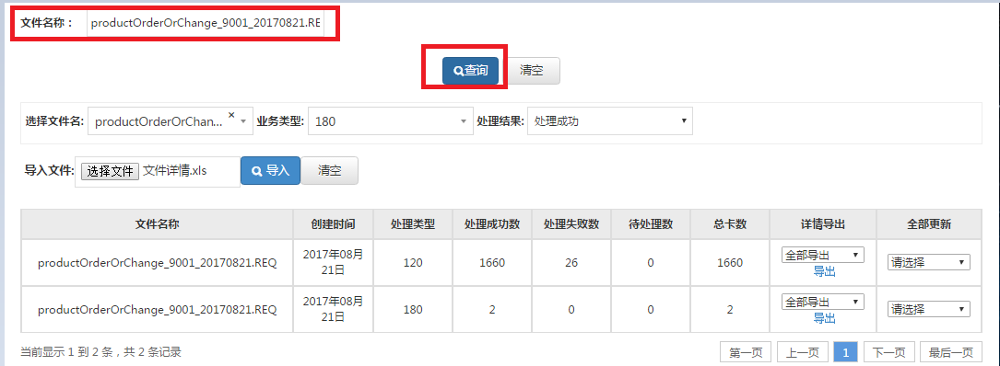 文件名称： productOrderOrChange_9001_20170821.RE
查询 清空
选择文件名: productOrderOrChan... × 业务类型: 180 处理结果: 处理成功
导入文件: 选择文件 文件详情.xls 导入 清空
文件名称 创建时间 处理类型 处理成功数 处理失败数 待处理数 总卡数 详情导出 全部更新
productOrderOrChange_9001_20170821.REQ 2017年08月21日 120 1660 26 0 1660 全部导出 导出 请选择
productOrderOrChange_9001_20170821.REQ 2017年08月21日 180 2 0 0 2 全部导出 导出 请选择
当前显示 1 到 2 条，共 2 条记录 第一页 上一页 1 下一页 最后一页